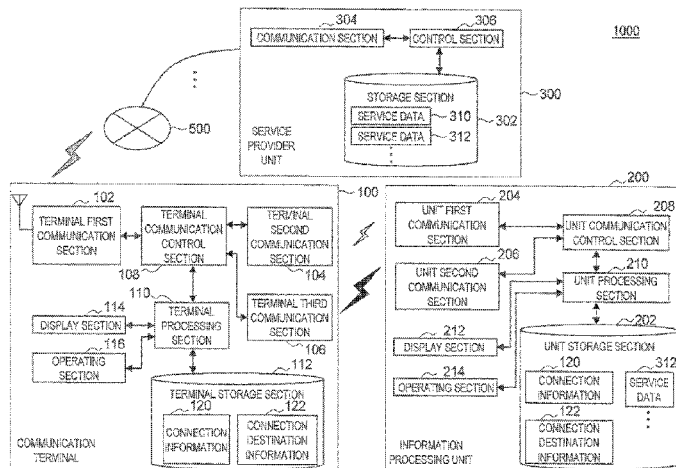 304
306
COMMUNICATION SECTION
CONTROL SECTION
1000
STORAGE SECTION
SERVICE DATA
310
302
300
SERVICE DATA
312
SERVICE
PROVIDER
UNIT
500
100
102
TERMINAL FIRST
COMMUNICATION
SECTION
TERMINAL
COMMUNICATION
CONTROL
SECTION
108
TERMINAL
SECOND
COMMUNICATION
SECTION
104
110
TERMINAL
PROCESSING
SECTION
TERMINAL THIRD
COMMUNICATION
SECTION
106
114
DISPLAY SECTION
116
OPERATING
SECTION
112
TERMINAL STORAGE SECTION
120
CONNECTION
INFORMATION
122
CONNECTION
DESTINATION
INFORMATION
COMMUNICATION
TERMINAL
200
204
UNIT FIRST
COMMUNICATION
SECTION
208
UNIT COMMUNICATION
CONTROL SECTION
206
UNIT SECOND
COMMUNICATION
SECTION
210
UNIT PROCESSING
SECTION
212
DISPLAY SECTION
214
OPERATING SECTION
202
UNIT STORAGE SECTION
120
CONNECTION
INFORMATION
312
SERVICE
DATA
122
CONNECTION
DESTINATION
INFORMATION
INFORMATION
PROCESSING UNIT